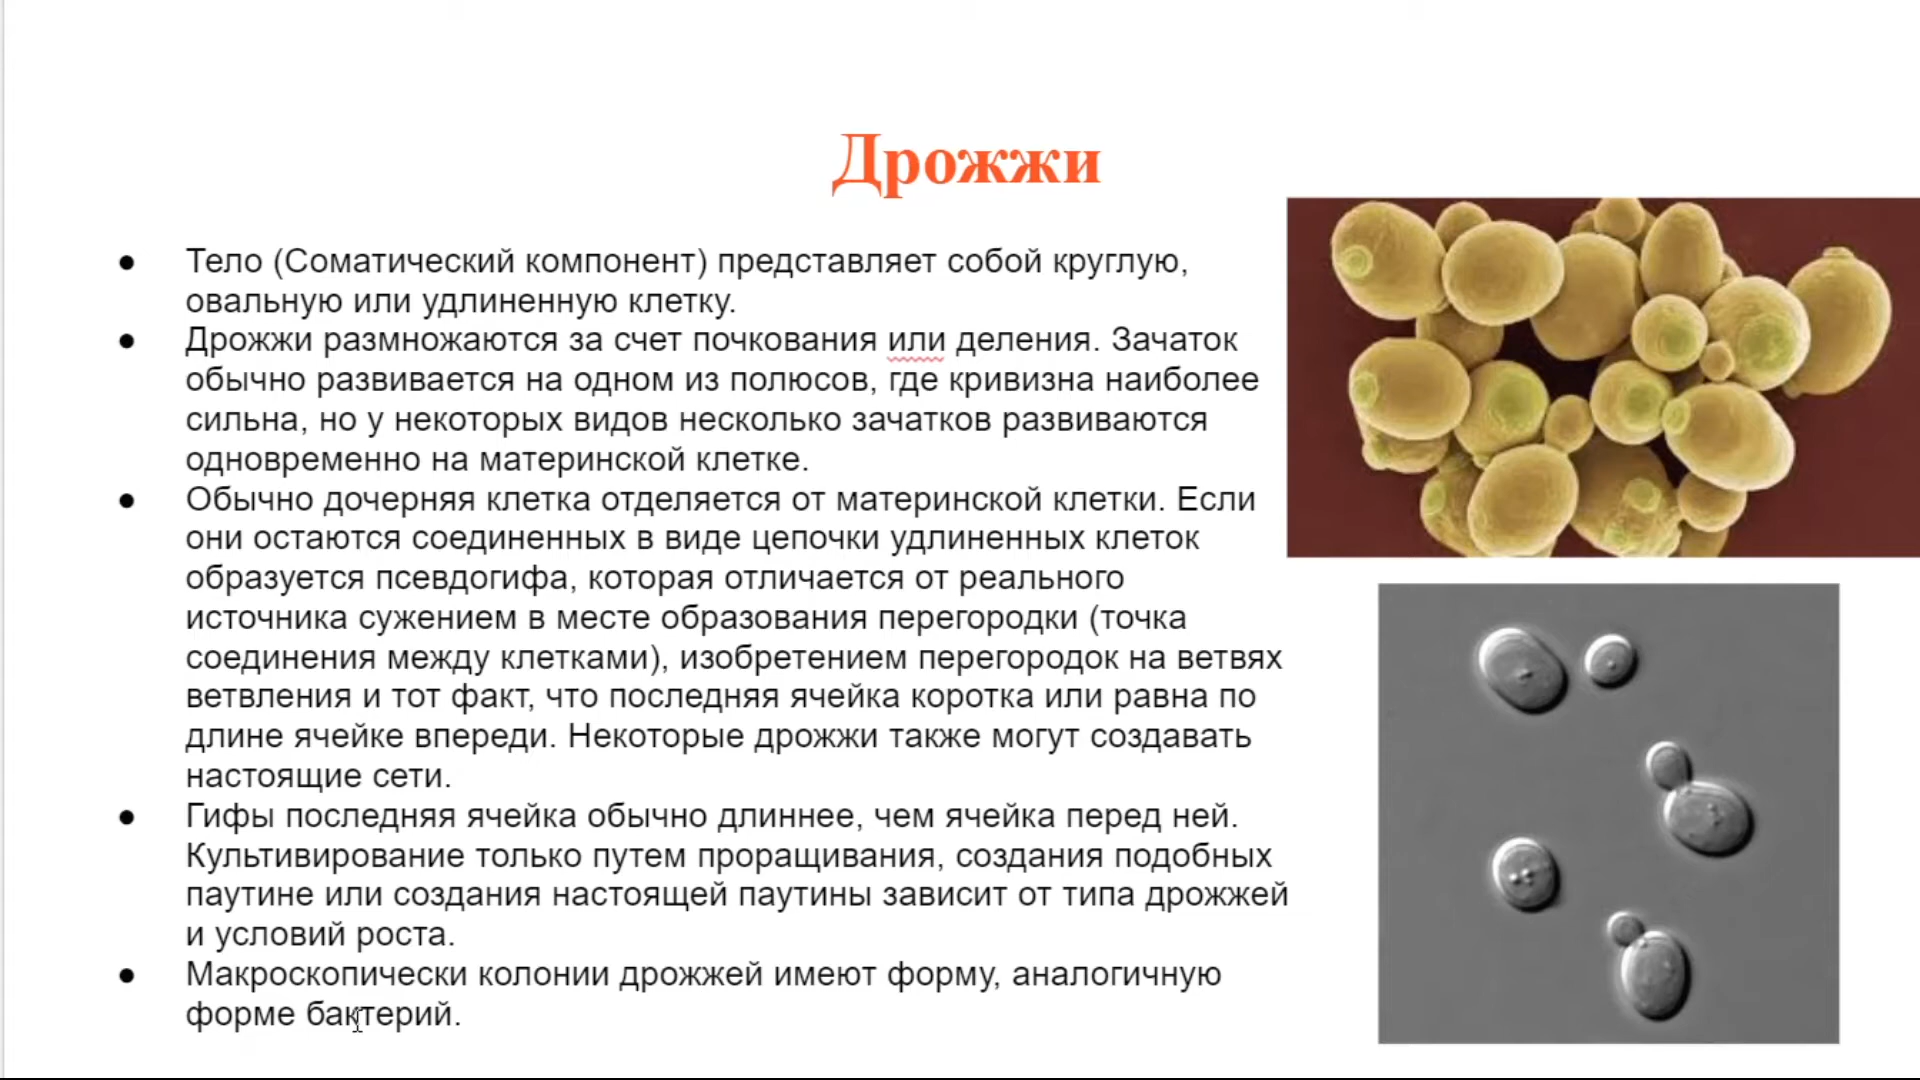 Дрожжи
● Тело (Соматический компонент) представляет собой круглую,
овальную или удлиненную клетку.
● Дрожжи размножаются за счет почкования или деления. Зачаток
обычно развивается на одном из полюсов, где кривизна наиболее
сильна, но у некоторых видов несколько зачатков развиваются
одновременно на материнской клетке.
● Обычно дочерняя клетка отделяется от материнской клетки. Если
они остаются соединенных в виде цепочки удлиненных клеток
образуется псевдогифа, которая отличается от реального
источника сужением в месте образования перегородки (точка
соединения между клетками), изобретением перегородок на ветвях
ветвления и тот факт, что последняя ячейка коротка или равна по
длине ячейке впереди. Некоторые дрожжи также могут создавать
настоящие сети.
● Гифы последняя ячейка обычно длиннее, чем ячейка перед ней.
Культивирование только путем проращивания, создания подобных
паутине или создания настоящей паутины зависит от типа дрожжей
и условий роста.
● Макроскопически колонии дрожжей имеют форму, аналогичную
форме бактерий.